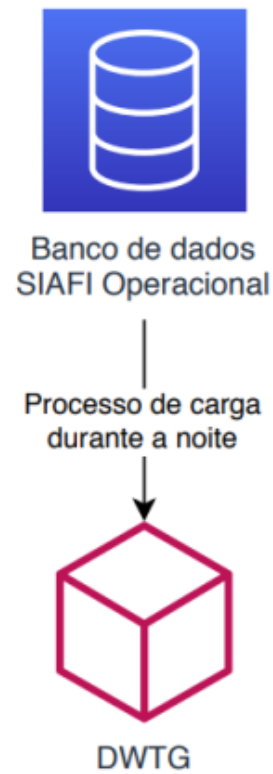 Banco de dados
SIAFI Operacional
Processo de carga
durante a noite
DWTG